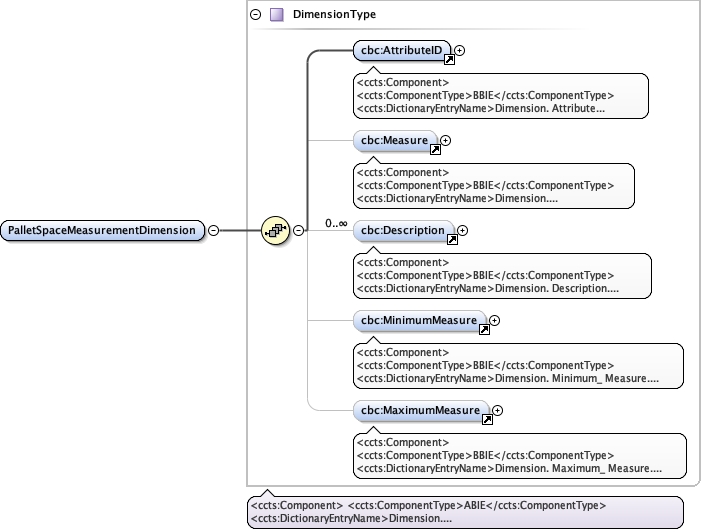 DimensionType
cbc:AttributeID
<ccts:Component>
<ccts:ComponentType>BBIE</ccts:ComponentType>
<ccts:DictionaryEntryName>Dimension. Attribute...
cbc:Measure
<ccts:Component>
<ccts:ComponentType>BBIE</ccts:ComponentType>
<ccts:DictionaryEntryName>Dimension....
PalletSpaceMeasurementDimension
0..∞
cbc:Description
<ccts:Component>
<ccts:ComponentType>BBIE</ccts:ComponentType>
<ccts:DictionaryEntryName>Dimension. Description....
cbc:MinimumMeasure
<ccts:Component>
<ccts:ComponentType>BBIE</ccts:ComponentType>
<ccts:DictionaryEntryName>Dimension. Minimum_ Measure....
cbc:MaximumMeasure
<ccts:Component>
<ccts:ComponentType>BBIE</ccts:ComponentType>
<ccts:DictionaryEntryName>Dimension. Maximum_ Measure....
<ccts:Component> <ccts:ComponentType>ABIE</ccts:ComponentType>
<ccts:DictionaryEntryName>Dimension....